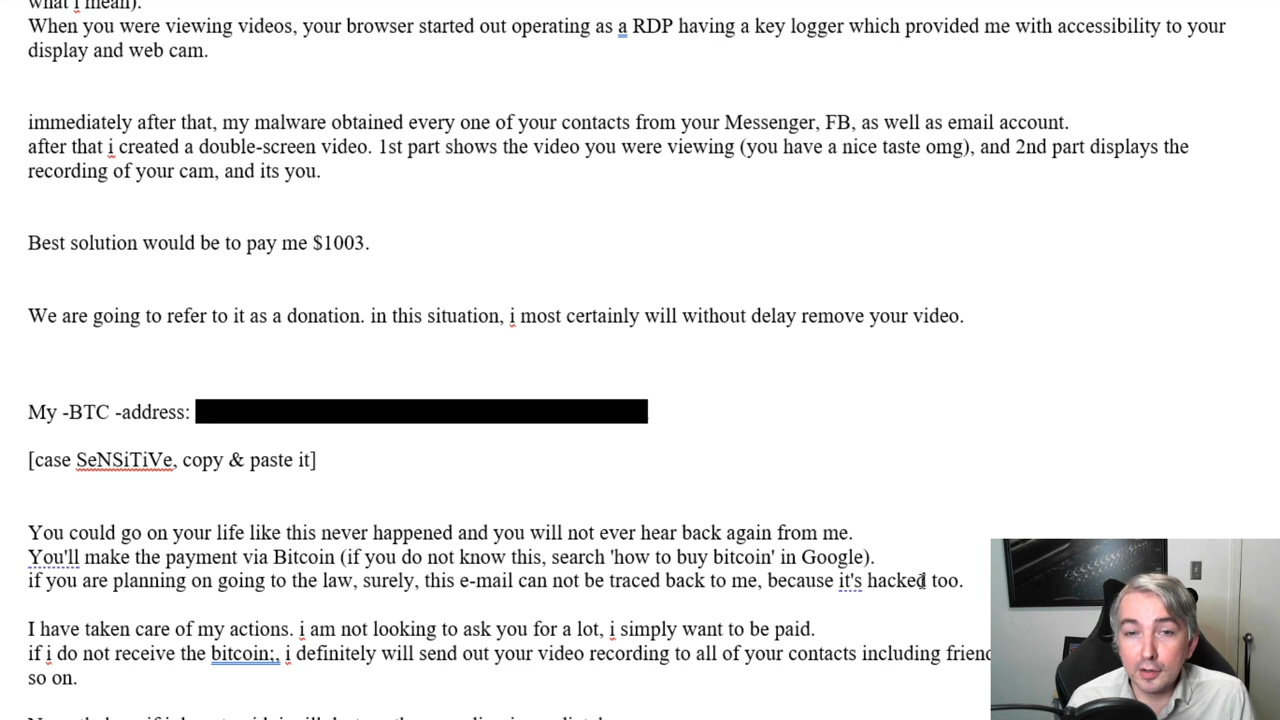 what i mean).
When you were viewing videos, your browser started out operating as a RDP having a key logger which provided me with accessibility to your
display and web cam.
immediately after that, my malware obtained every one of your contacts from your Messenger, FB, as well as email account.
after that i created a double-screen video. 1st part shows the video you were viewing (you have a nice taste omg), and 2nd part displays the
recording of your cam, and its you.
Best solution would be to pay me $1003.
We are going to refer to it as a donation. in this situation, i most certainly will without delay remove your video.
My -BTC -address:
[case SeNSiTiVe, copy & paste it]
You could go on your life like this never happened and you will not ever hear back again from me.
You'll make the payment via Bitcoin (if you do not know this, search 'how to buy bitcoin' in Google).
if you are planning on going to the law, surely, this e-mail can not be traced back to me, because it's hacked too.
I have taken care of my actions. i am not looking to ask you for a lot, i simply want to be paid.
if i do not receive the bitcoin;, i definitely will send out your video recording to all of your contacts including
so on.